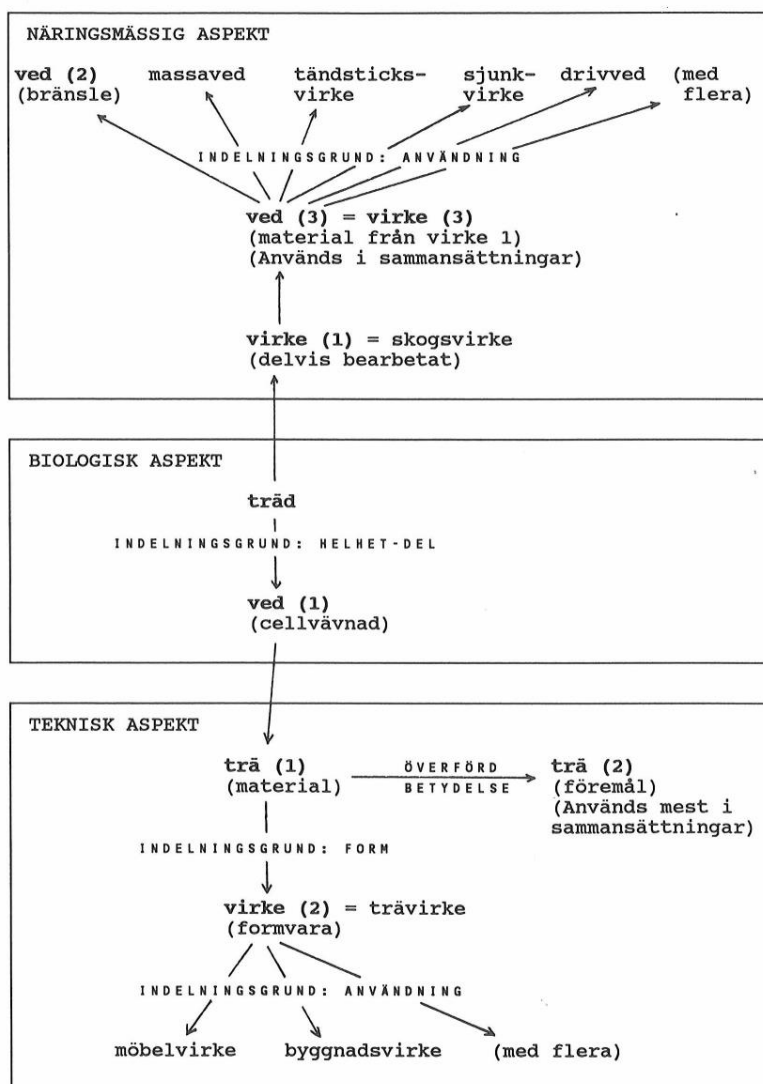 NÄRINGSMÄSSIG ASPEKT
ved (2) massaved tändsticks- sjunk- drivved (med
(bränsle) virke virke flera)
INDELNINGSGRUND: ANVÄNDNING
ved (3) = virke (3)
(material från virke 1)
(Används i sammansättningar)
virke (1) = skogsvirke
(delvis bearbetat)
BIOLOGISK ASPEKT
träd
INDELNINGSGRUND: HELHET-DEL
ved (1)
(cellvävnad)
TEKNISK ASPEKT
trä (1) ÖVERFÖRD trä (2)
(material) BETYDELSE (föremål)
(Används mest i
sammansättningar)
INDELNINGSGRUND: FORM
virke (2) = trävirke
(formvara)
INDELNINGSGRUND: ANVÄNDNING
möbelvirke byggnadsvirke (med flera)